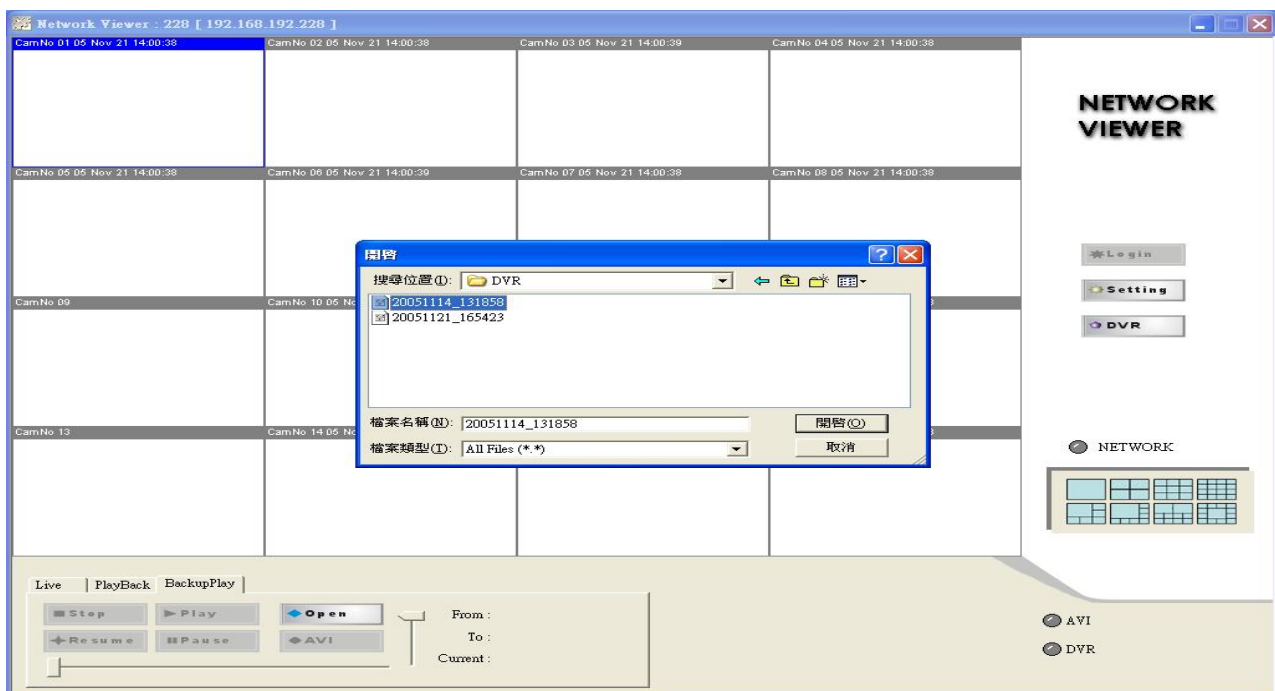 Network Viewer : 228 [ 192.168.192.228 ]
CamNo 01 05 Nov 21 14:00:38
CamNo 02 05 Nov 21 14:00:38
CamNo 03 05 Nov 21 14:00:39
CamNo 04 05 Nov 21 14:00:38
NETWORK
VIEWER
CamNo 05 05 Nov 21 14:00:38
CamNo 06 05 Nov 21 14:00:39
CamNo 07 05 Nov 21 14:00:38
CamNo 08 05 Nov 21 14:00:38
開啓
搜尋位置(I): DVR
20051114_131858
20051121_165423
檔案名稱(N): 20051114_131858
開啓(O)
檔案類型(T): All Files (*.*)
取消
Login
Setting
DVR
CamNo 09
CamNo 10 05
CamNo 13
CamNo 14 05
NETWORK
Live
PlayBack
BackupPlay
Stop
Play
Open
From :
Resume
Pause
AVI
To :
Current :
AVI
DVR